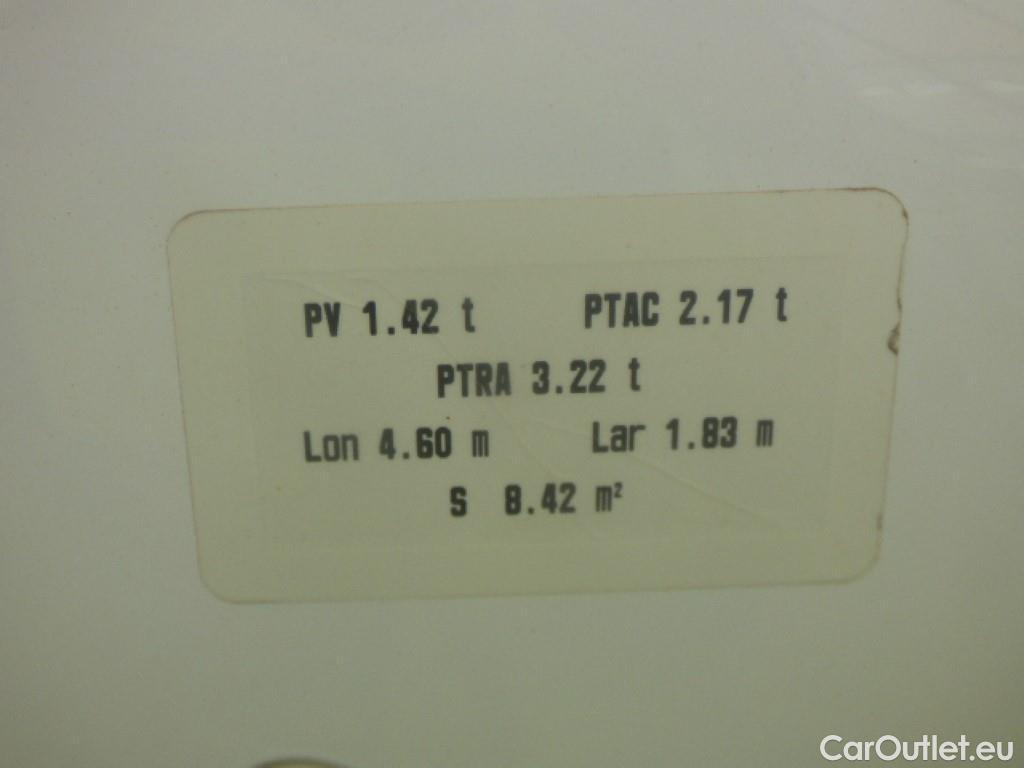 PV 1.42 t PTAC 2.17 t
PTRA 3.22 t
Lon 4.60 m Lar 1.83 m
S 8.42 m²
CarOutlet.eu